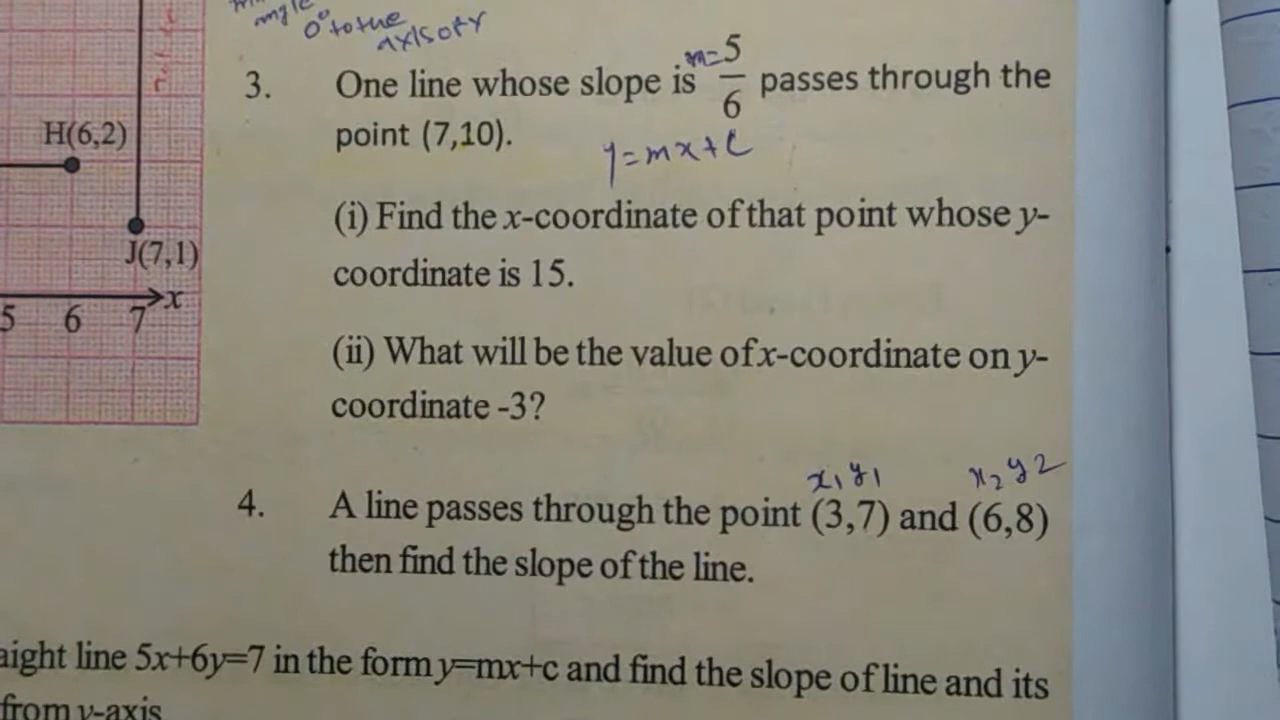 angle
0° to the
axis of x
H(6,2)
J(7,1)
5 6 7 x
3. One line whose slope is m= 5/6 passes through the
point (7,10).
y=mx+c
(i) Find the x-coordinate of that point whose y-
coordinate is 15.
(ii) What will be the value of x-coordinate on y-
coordinate -3?
x₁ y₁ x₂ y2
4. A line passes through the point (3,7) and (6,8)
then find the slope of the line.
aight line 5x+6y=7 in the form y=mx+c and find the slope of line and its
from y-axis